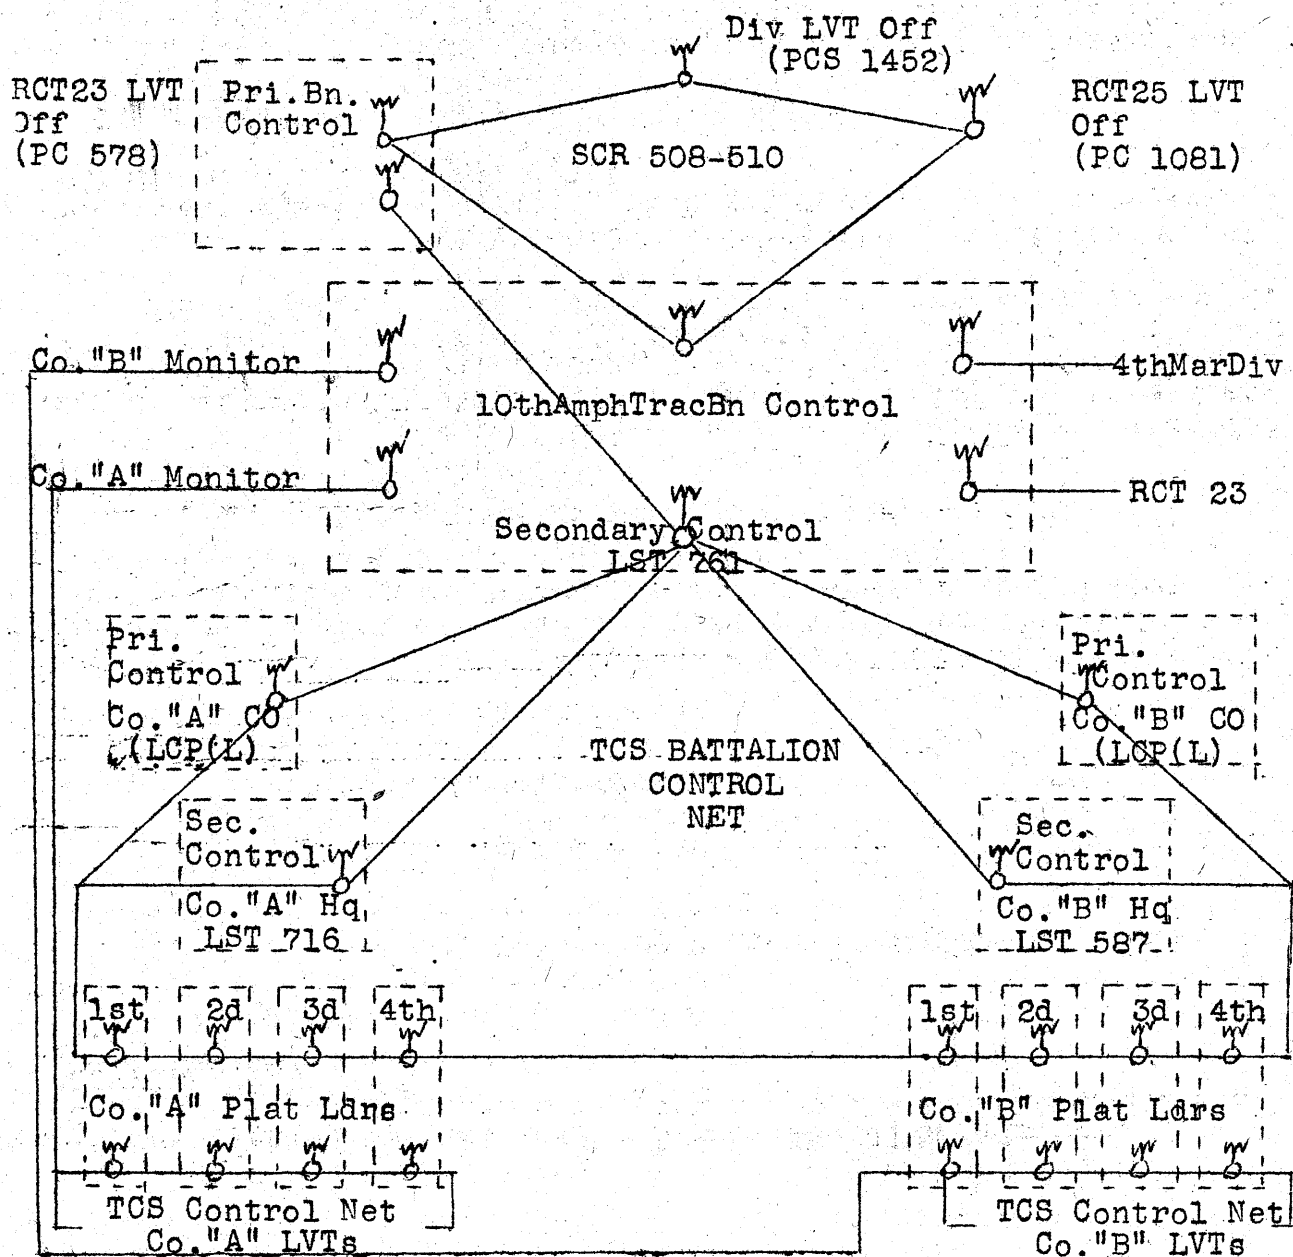 Div LVT Off
(PCS 1452)
RCT23 LVT
Off
(PC 578)
Pri.Bn.
Control
SCR 508-510
RCT25 LVT
Off
(PC 1081)
Co."B" Monitor
4thMarDiv
10thAmphTracBn Control
Co."A" Monitor
RCT 23
Secondary Control
LST 761
Pri.
Control
Co."A" CO
(LCP(L)
Pri.
Control
Co."B" CO
(LCP(L)
TCS BATTALION
CONTROL
NET
Sec.
Control
Co."A" Hq
LST 716
Sec.
Control
Co."B" Hq
LST 587
1st 2d 3d 4th
Co."A" Plat Ldrs
TCS Control Net
Co."A" LVTs
1st 2d 3d 4th
Co."B" Plat Ldrs
TCS Control Net
Co."B" LVTs